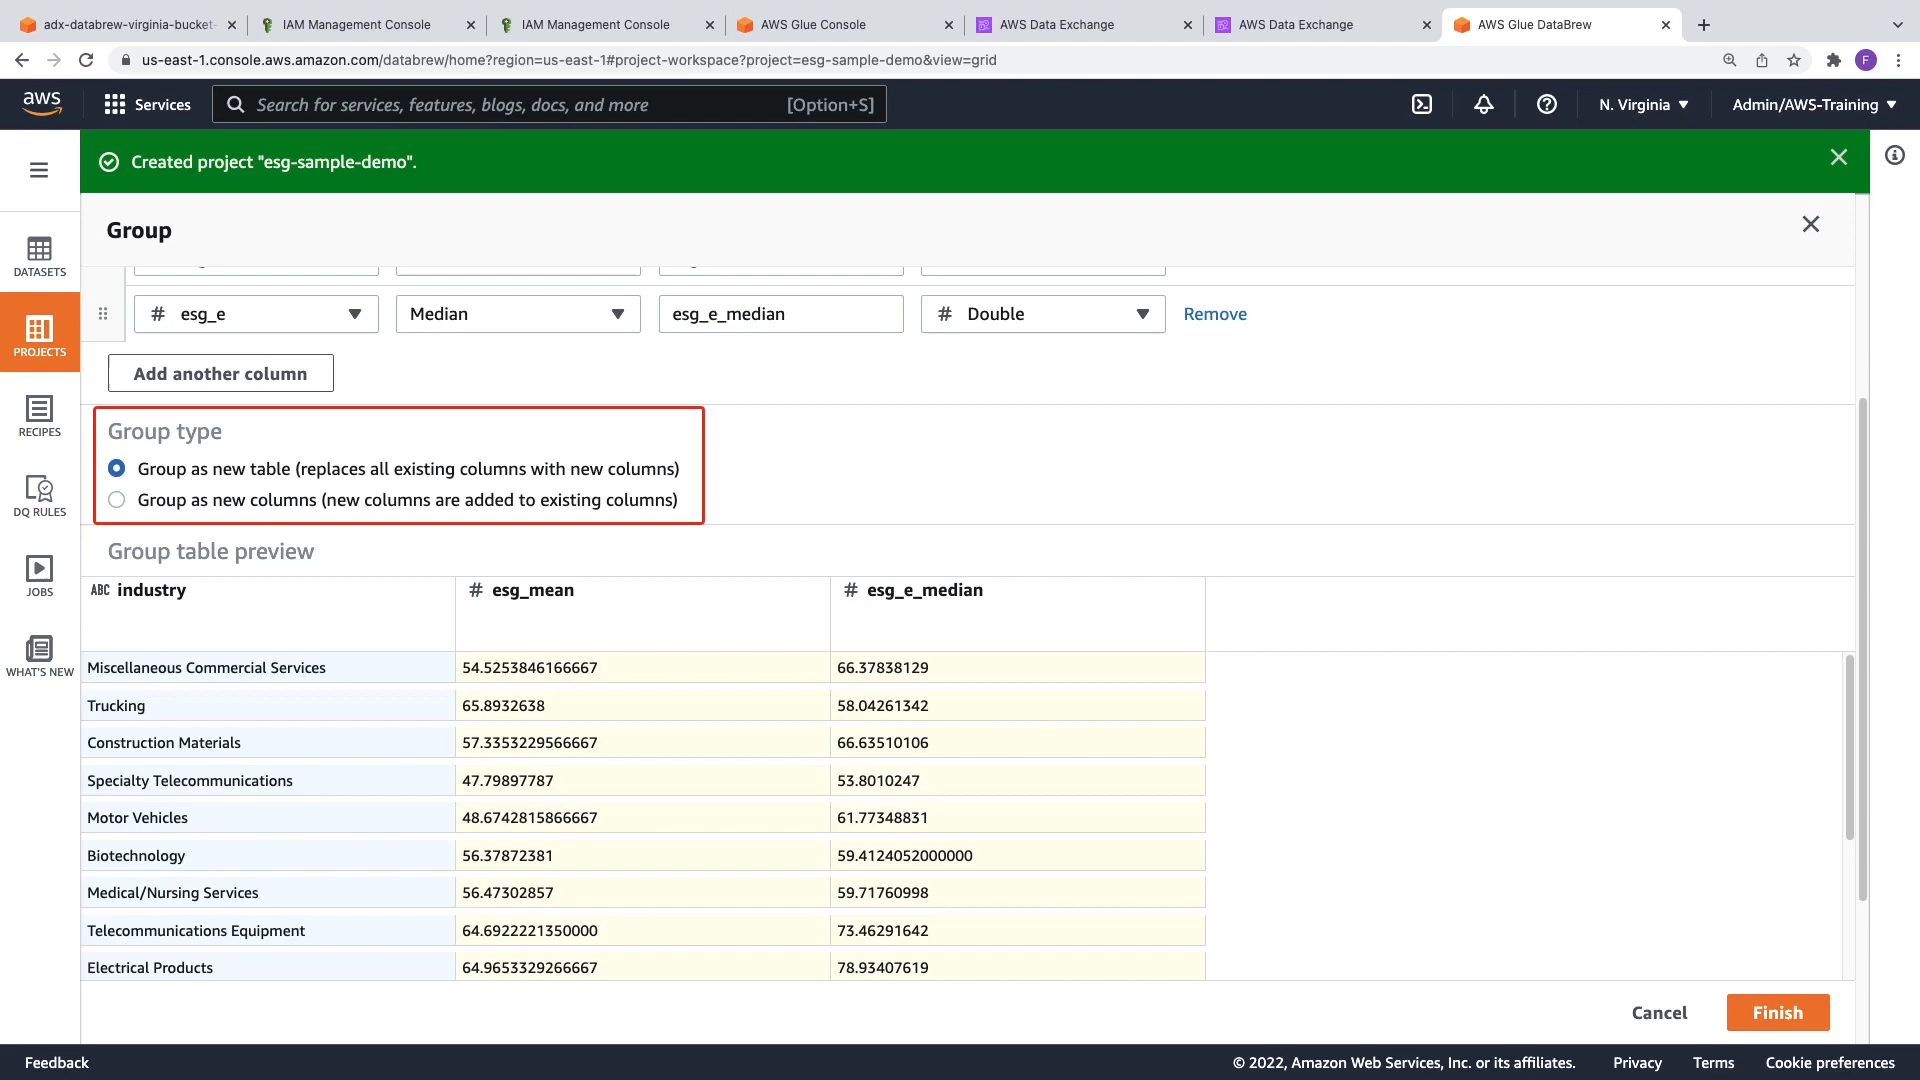 adx-databrew-virginia-bucket-
IAM Management Console
IAM Management Console
AWS Glue Console
AWS Data Exchange
AWS Data Exchange
AWS Glue DataBrew
us-east-1.console.aws.amazon.com/databrew/home?region=us-east-1#project-workspace?project=esg-sample-demo&view=grid
F
aws
Services
Search for services, features, blogs, docs, and more
[Option+S]
N. Virginia
Admin/AWS-Training
Created project "esg-sample-demo".
Group
DATASETS
PROJECTS
RECIPES
DQ RULES
JOBS
WHAT'S NEW
# esg_e
Median
esg_e_median
# Double
Remove
Add another column
Group type
Group as new table (replaces all existing columns with new columns)
Group as new columns (new columns are added to existing columns)
Group table preview
ABC industry # esg_mean # esg_e_median
Miscellaneous Commercial Services 54.5253846166667 66.37838129
Trucking 65.8932638 58.04261342
Construction Materials 57.3353229566667 66.63510106
Specialty Telecommunications 47.79897787 53.8010247
Motor Vehicles 48.6742815866667 61.77348831
Biotechnology 56.37872381 59.4124052000000
Medical/Nursing Services 56.47302857 59.71760998
Telecommunications Equipment 64.6922221350000 73.46291642
Electrical Products 64.9653329266667 78.93407619
Cancel
Finish
Feedback
© 2022, Amazon Web Services, Inc. or its affiliates.
Privacy
Terms
Cookie preferences